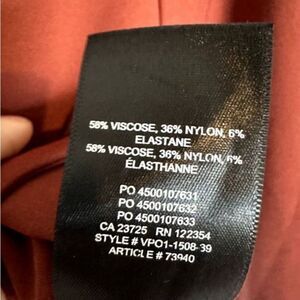 58% VISCOSE, 36% NYLON, 6%
ELASTANE
58% VISCOSE, 36% NYLON, 6%
ÉLASTHANNE
PO 4500107631
PO 4500107632
PO 4500107633
CA 23725 RN 122354
STYLE # VPO1-1508-39
ARTICLE # 73940